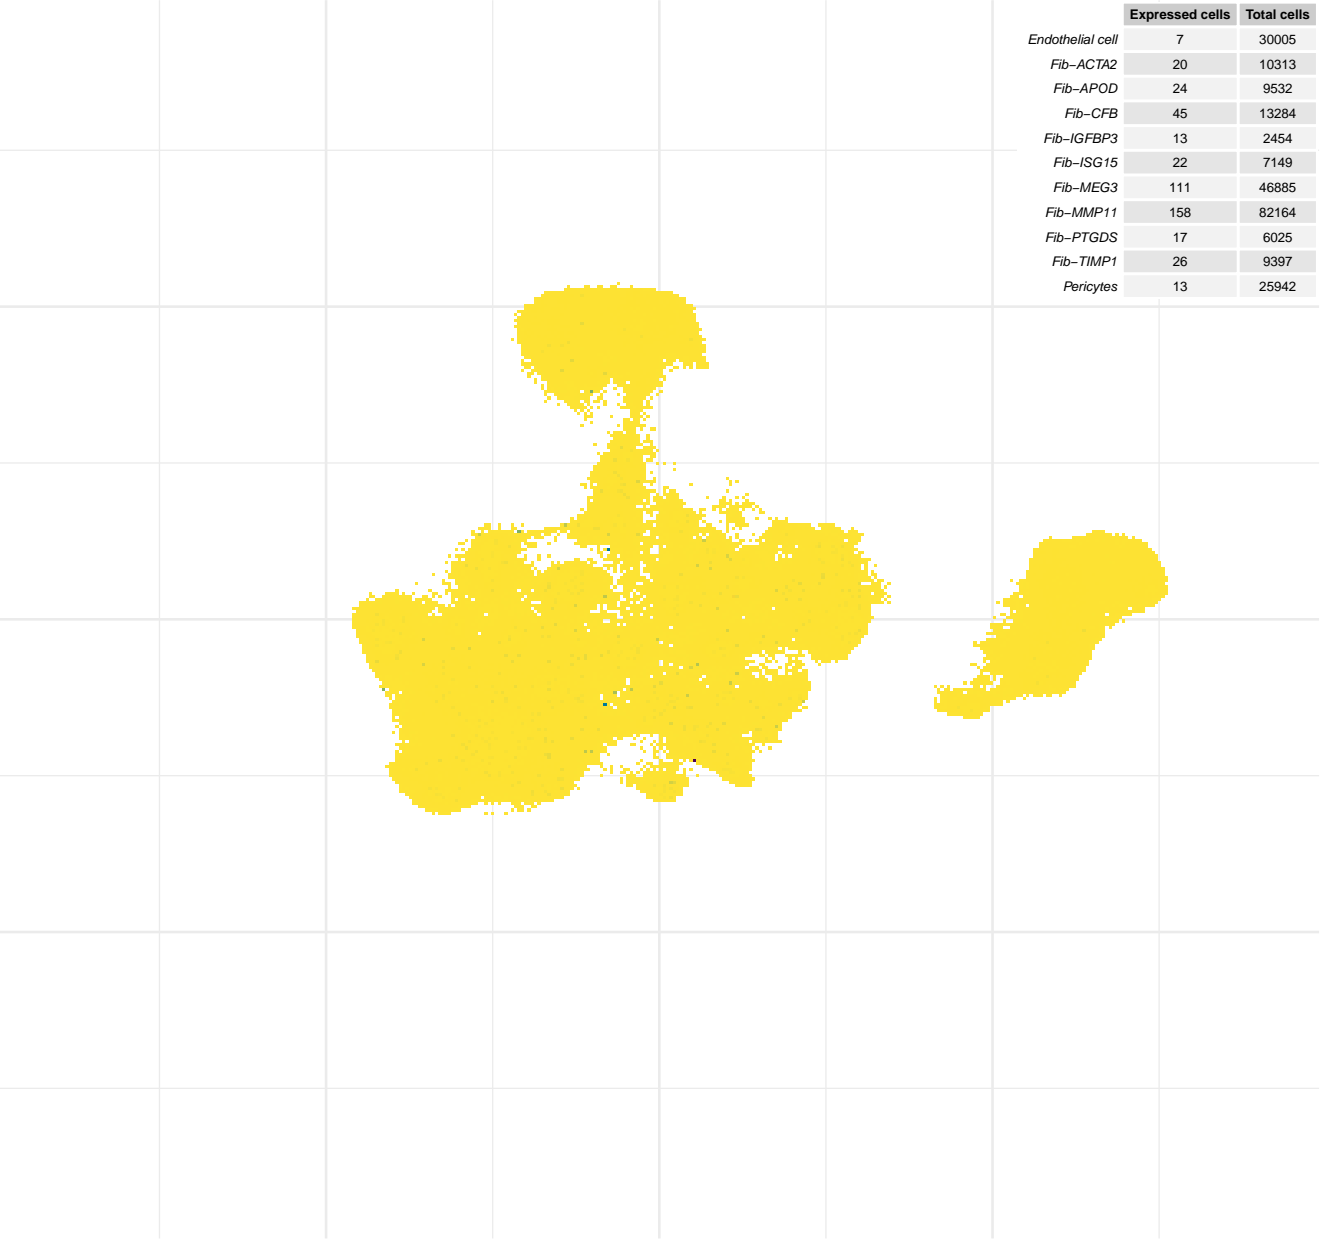 Expressed cells Total cells
Endothelial cell 7 30005
Fib−ACTA2 20 10313
Fib−APOD 24 9532
Fib−CFB 45 13284
Fib−IGFBP3 13 2454
Fib−ISG15 22 7149
Fib−MEG3 111 46885
Fib−MMP11 158 82164
Fib−PTGDS 17 6025
Fib−TIMP1 26 9397
Pericytes 13 25942